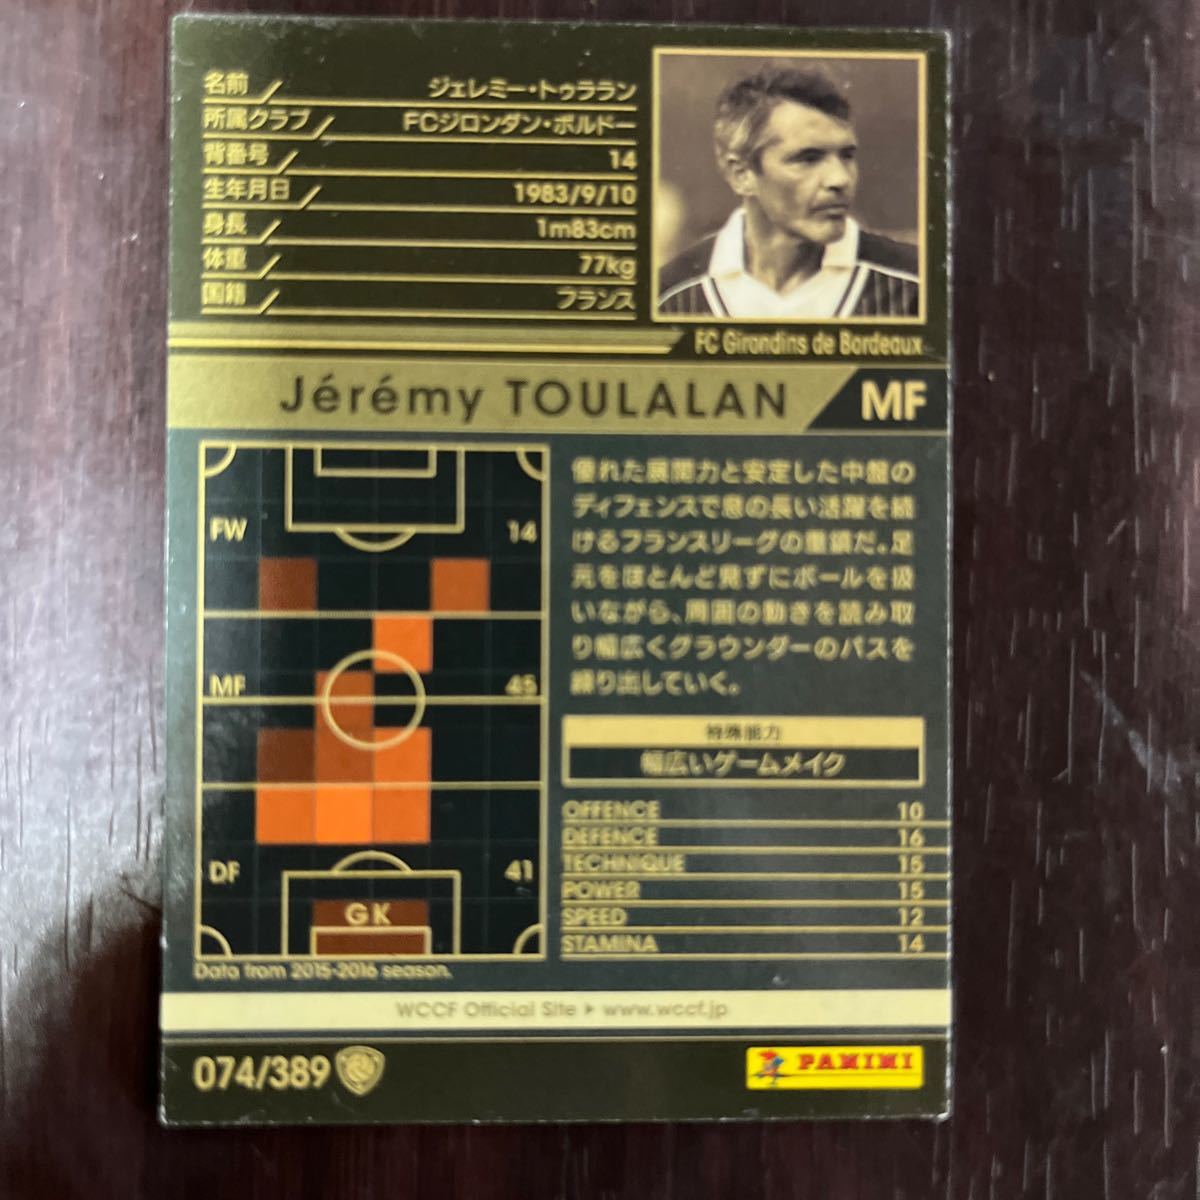 名前 ジェレミー・トゥララン
所属クラブ FCジロンダン・ボルドー
背番号 14
生年月日 1983/9/10
身長 1m83cm
体重 77kg
国籍 フランス
FC Girondins de Bordeaux
Jérémy TOULALAN MF
FW 14
MF 45
DF 41
GK
Data from 2015-2016 season.
優れた展開力と安定した中盤の
ディフェンスで息の長い活躍を続
けるフランスリーグの重鎮だ。足
元をほとんど見ずにボールを扱
いながら、周囲の動きを読み取
り幅広くグラウンダーのパスを
繰り出していく。
特殊能力
幅広いゲームメイク
OFFENCE 10
DEFENCE 16
TECHNIQUE 15
POWER 15
SPEED 12
STAMINA 14
WCCF Official Site ▶ www.wccf.jp
074/389
PANINI